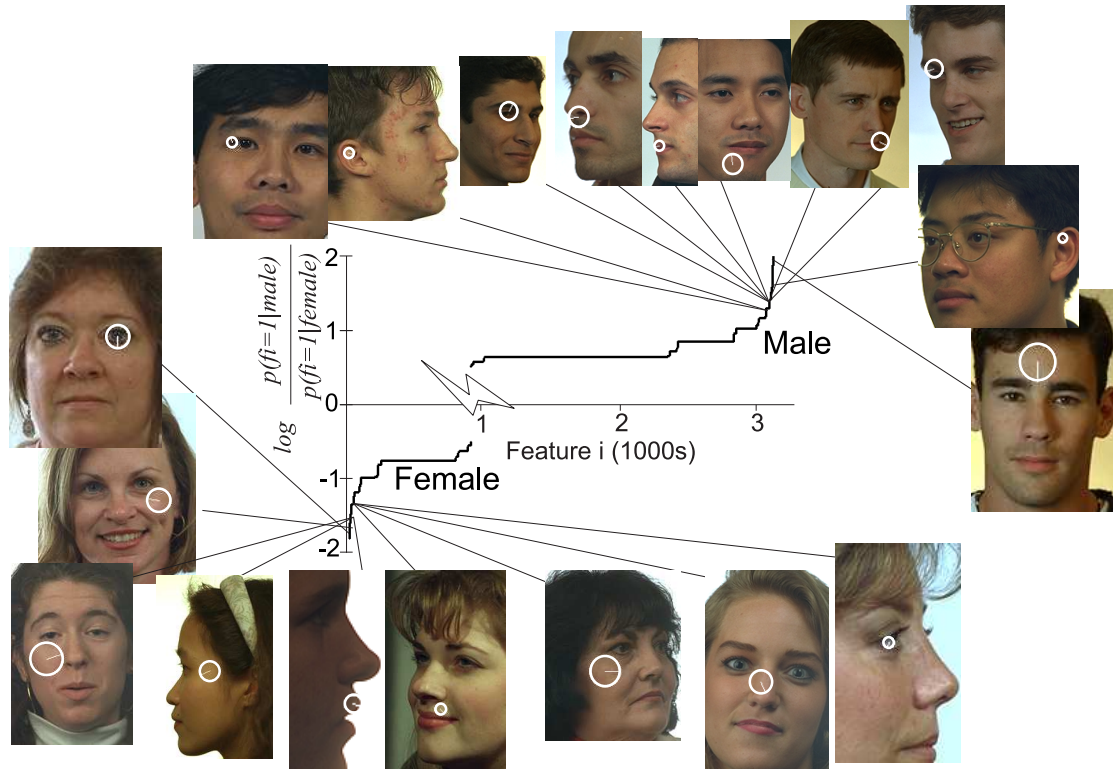 log p(fi=1|male)
p(fi=1|female)
2
1
0
-1
-2
1
2
3
Feature i (1000s)
Male
Female